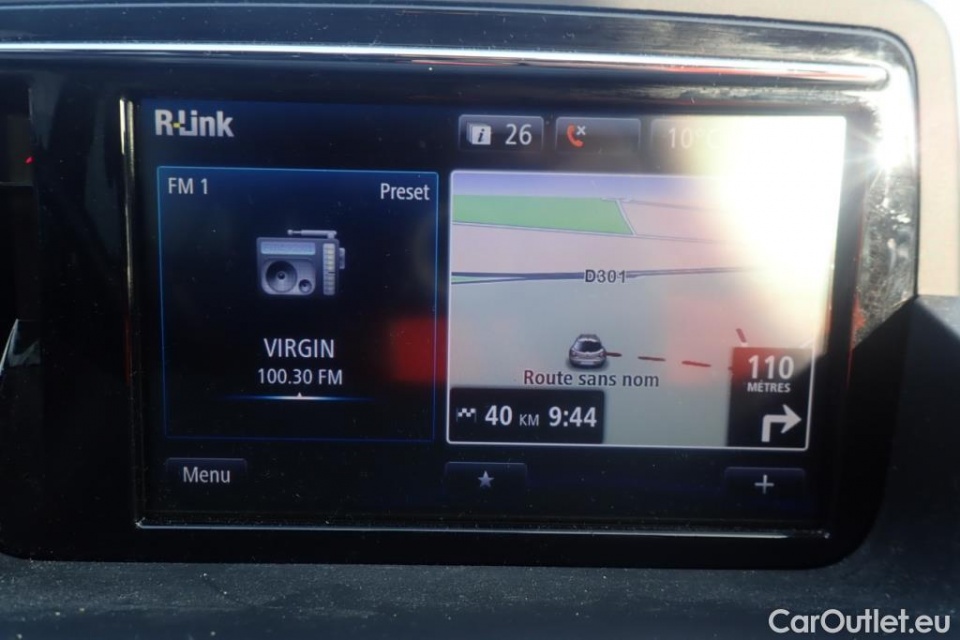 R-Link
26
10°C
FM 1
Preset
VIRGIN
100.30 FM
D301
Route sans nom
110
MÈTRES
40 KM 9:44
Menu
CarOutlet.eu